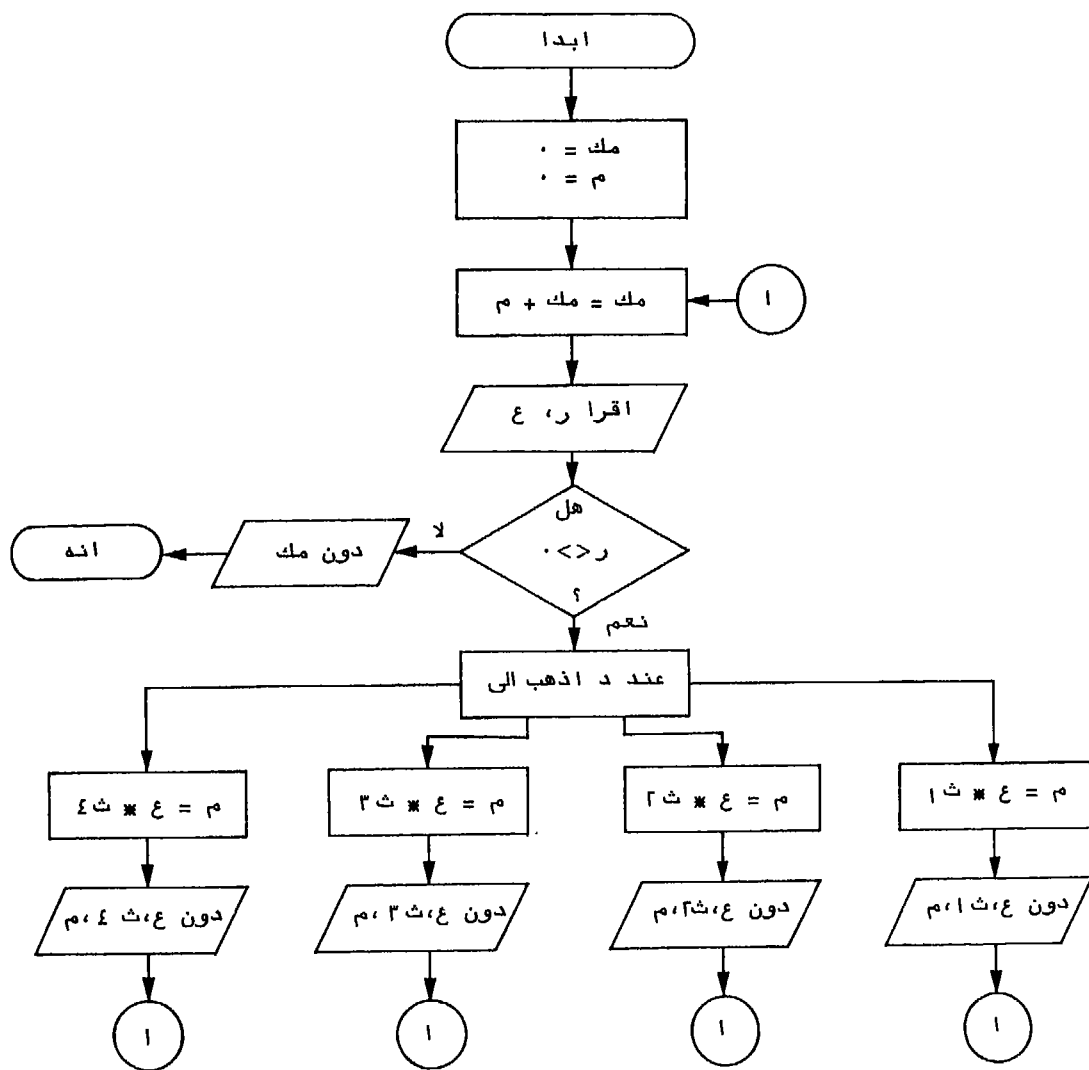 ابدا
مك = ٠
م = ٠
مك = مك + م
١
اقرا ر، ع
هل
ر<>٠
؟
لا
دون مك
انه
نعم
عند د اذهب الى
م = ع * ث١
م = ع * ث٢
م = ع * ث٣
م = ع * ث٤
دون ع،ث١،م
دون ع،ث٢،م
دون ع،ث٣،م
دون ع،ث٤،م
١
١
١
١